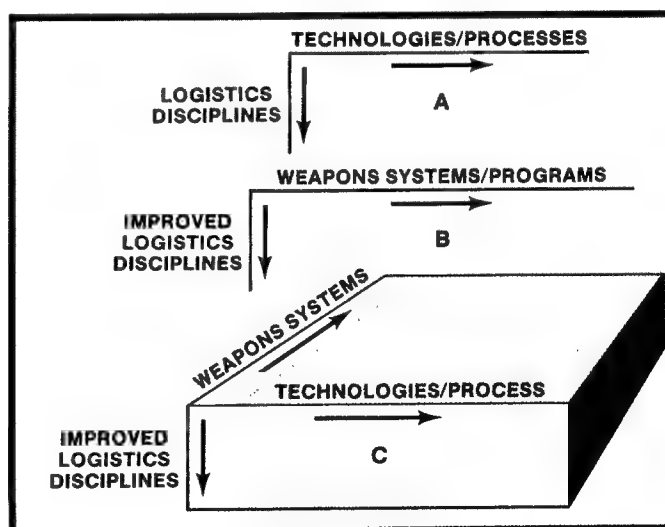 TECHNOLOGIES/PROCESSES
LOGISTICS
DISCIPLINES
A
WEAPONS SYSTEMS/PROGRAMS
IMPROVED
LOGISTICS
DISCIPLINES
B
WEAPONS SYSTEMS
TECHNOLOGIES/PROCESS
IMPROVED
LOGISTICS
DISCIPLINES
C